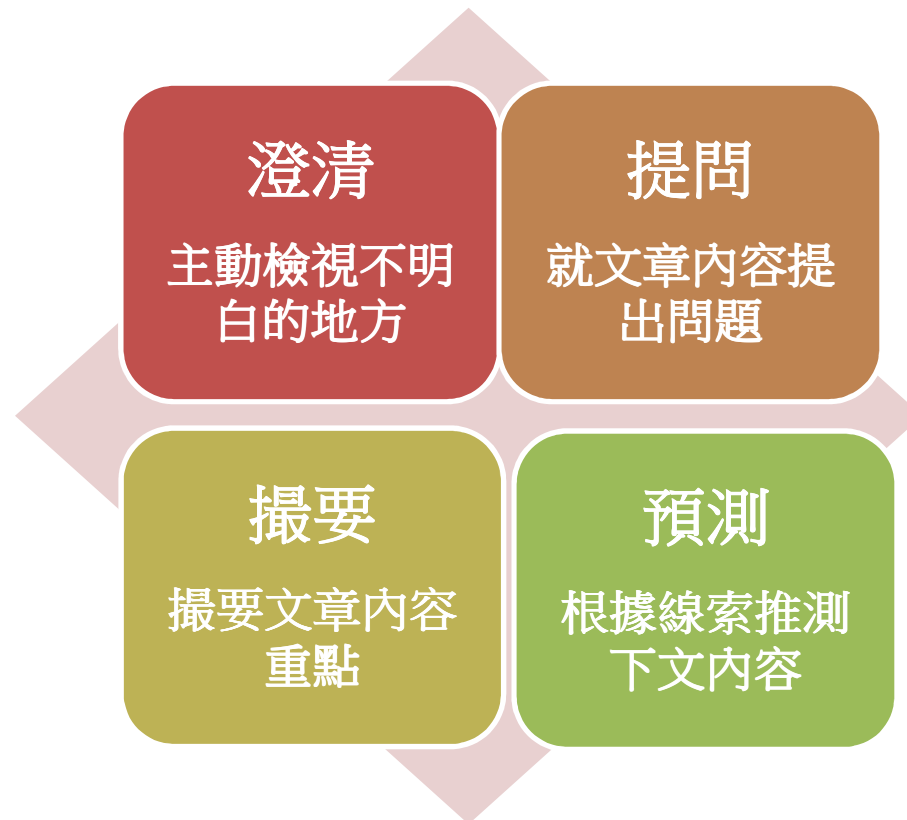 澄清
主動檢視不明
白的地方
提問
就文章內容提
出問題
撮要
撮要文章內容
重點
預測
根據線索推測
下文內容